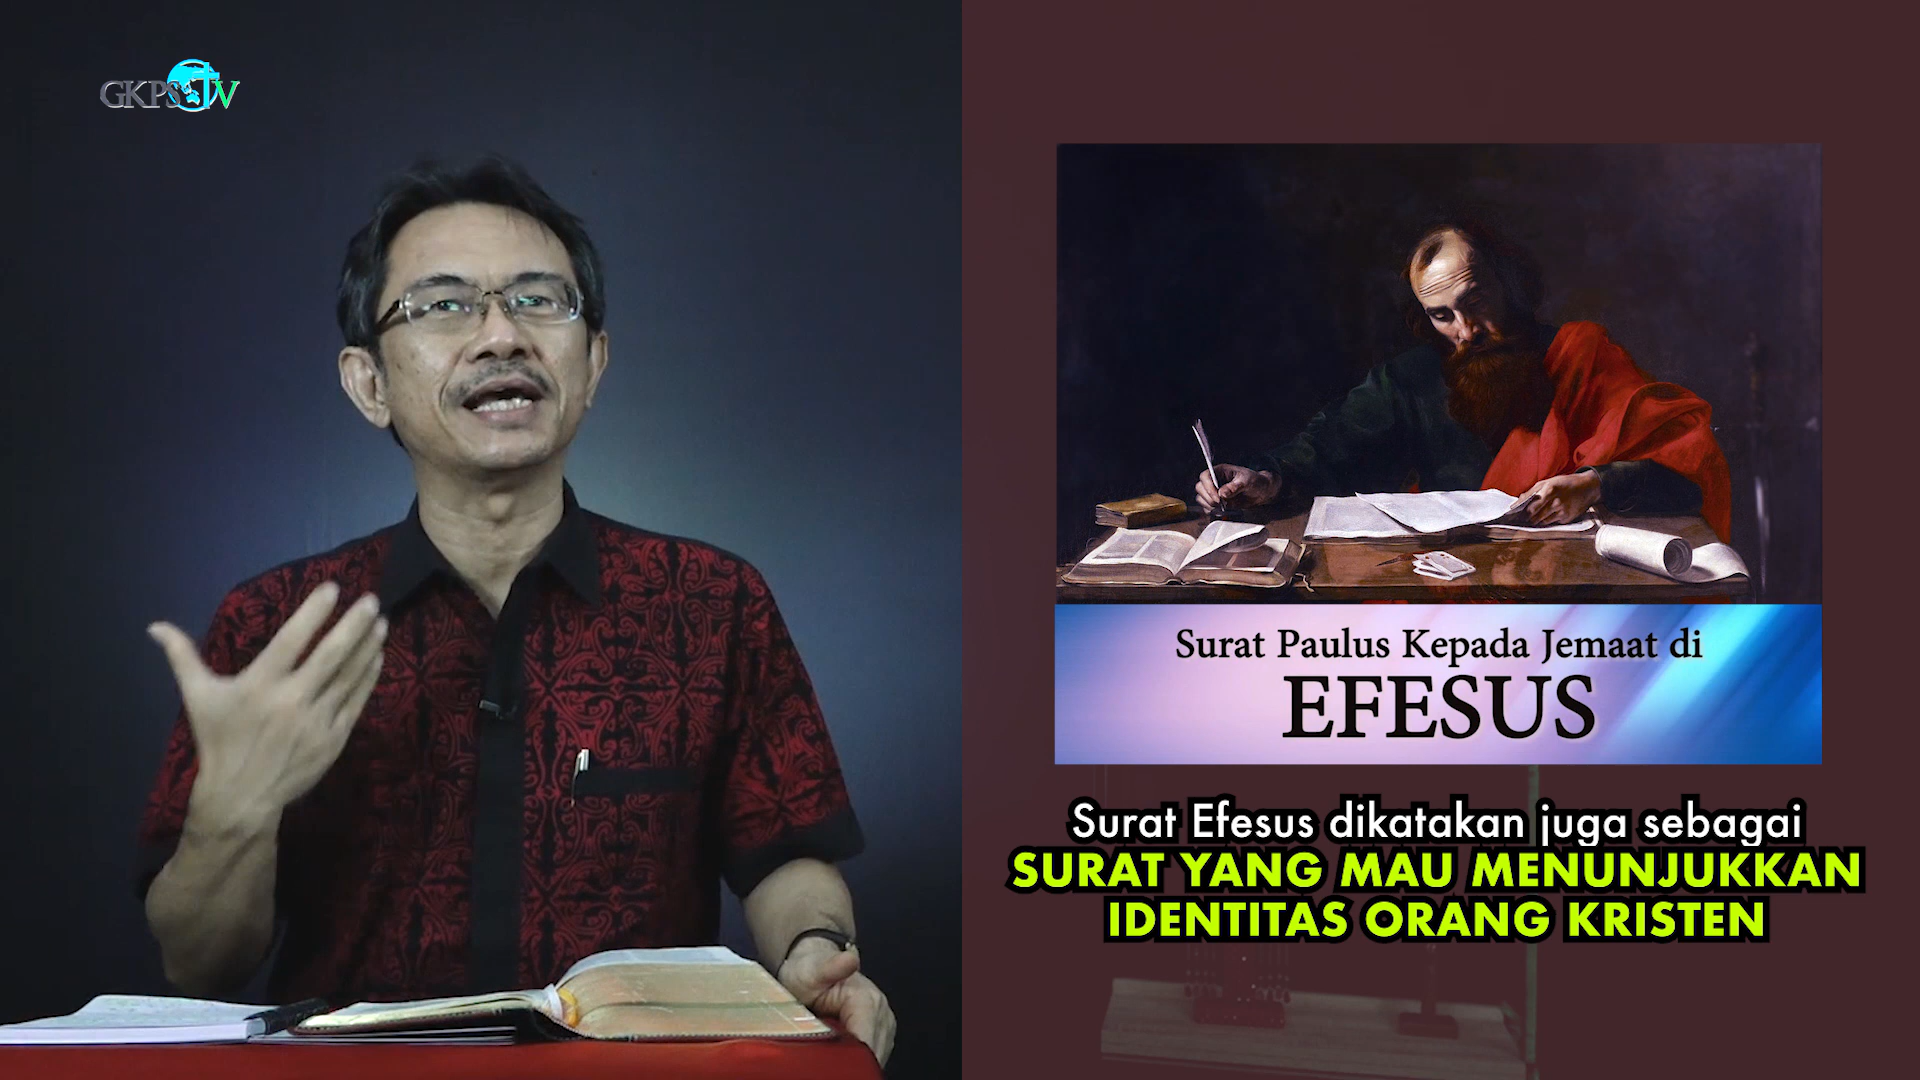 GKPS TV
Surat Paulus Kepada Jemaat di
EFESUS
Surat Efesus dikatakan juga sebagai
SURAT YANG MAU MENUNJUKKAN
IDENTITAS ORANG KRISTEN